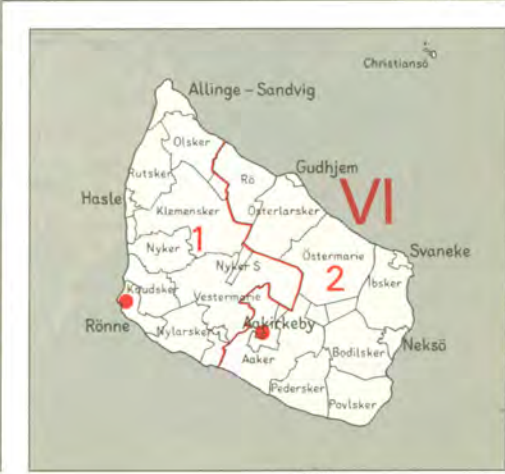 Christiansö
Allinge-Sandvig
Olsker
Rutsker
Rö
Gudhjem
Hasle
Klemensker
Österlarsker
VI
1
Nyker
Nyker S
Östermarie
2
Svaneke
Ibsker
Knudsker
Vestermarie
Rönne
Nylarsker
Aakirkeby
Aaker
Bodilsker
Neksö
Pedersker
Povlsker